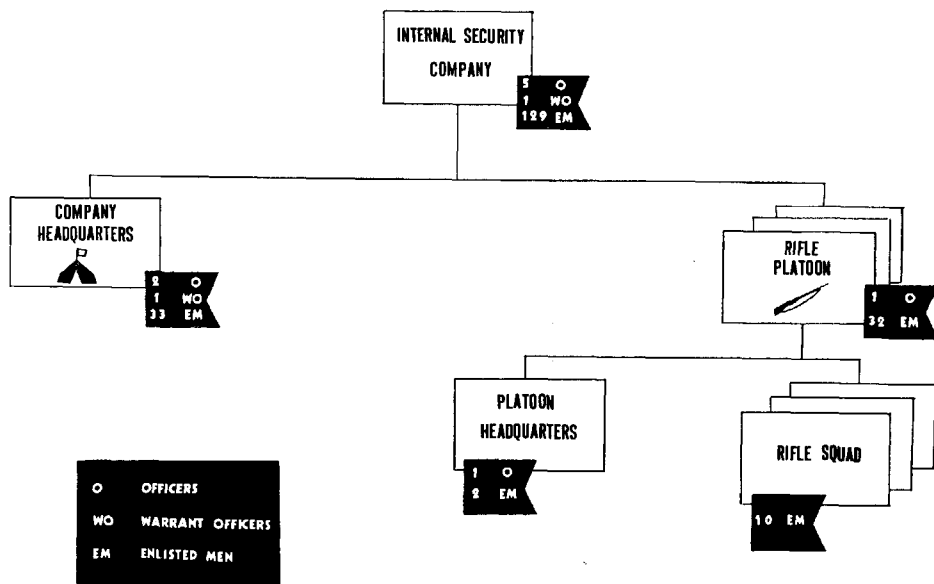 INTERNAL SECURITY
COMPANY
5 O
1 WO
129 EM
COMPANY
HEADQUARTERS
2 O
1 WO
33 EM
RIFLE
PLATOON
1 O
32 EM
PLATOON
HEADQUARTERS
1 O
2 EM
RIFLE SQUAD
10 EM
O OFFICERS
WO WARRANT OFFICERS
EM ENLISTED MEN